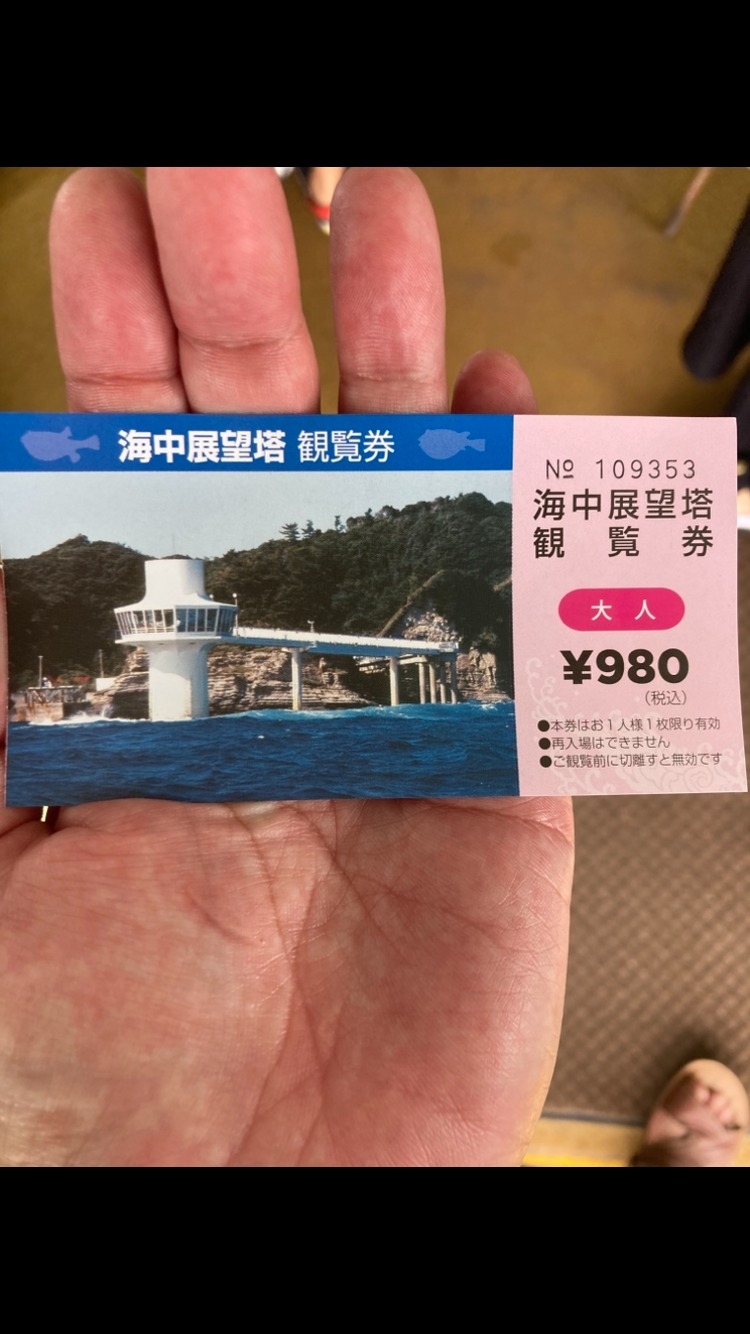 海中展望塔 観覧券
№ 109353
海中展望塔
観覧券
大人
¥980
(税込)
●本券はお1人様1枚限り有効
●再入場はできません
●ご観覧前に切離すと無効です